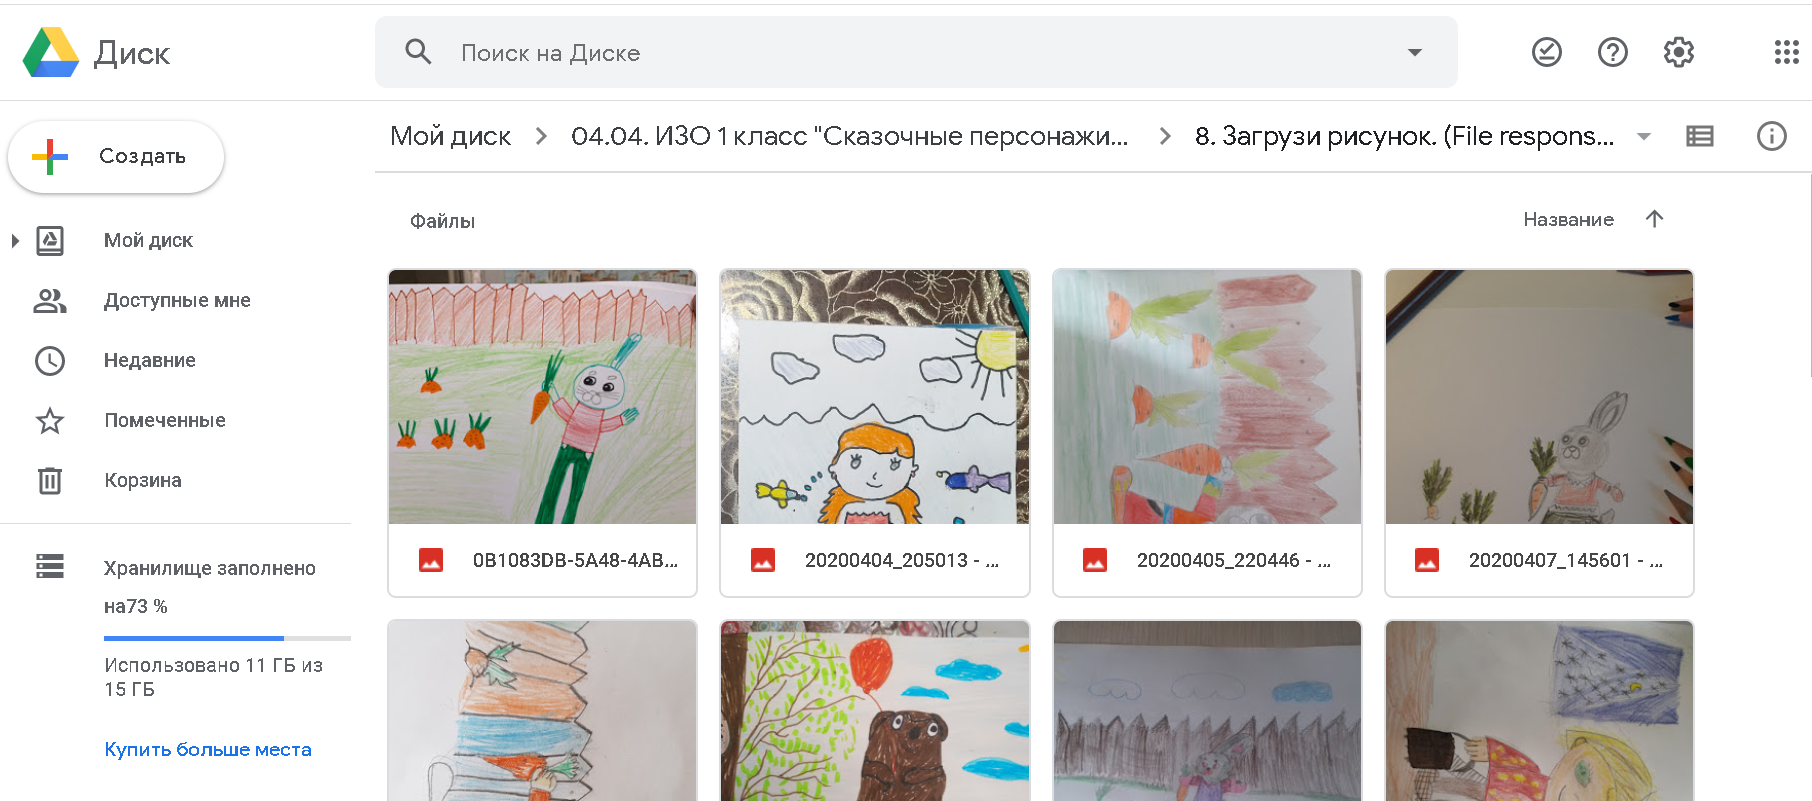 Диск
Поиск на Диске
Создать
Мой диск
Доступные мне
Недавние
Помеченные
Корзина
Хранилище заполнено
на73 %
Использовано 11 ГБ из
15 ГБ
Купить больше места
Мой диск
04.04. ИЗО 1 класс "Сказочные персонажи...
8. Загрузи рисунок. (File respons...
Файлы
Название
0B1083DB-5A48-4AB...
20200404_205013 - ...
20200405_220446 - ...
20200407_145601 - ...